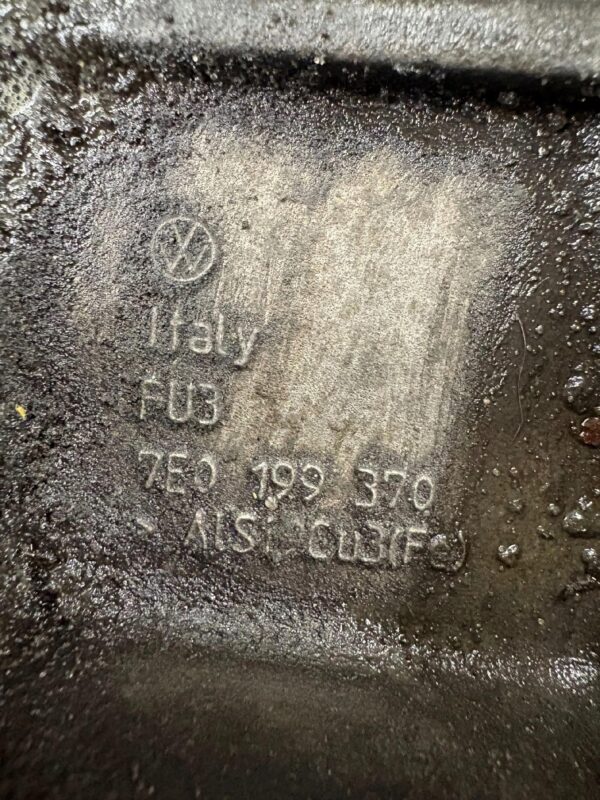 Italy
FU3
7E0 199 370
> AlSi Cu3(Fe)